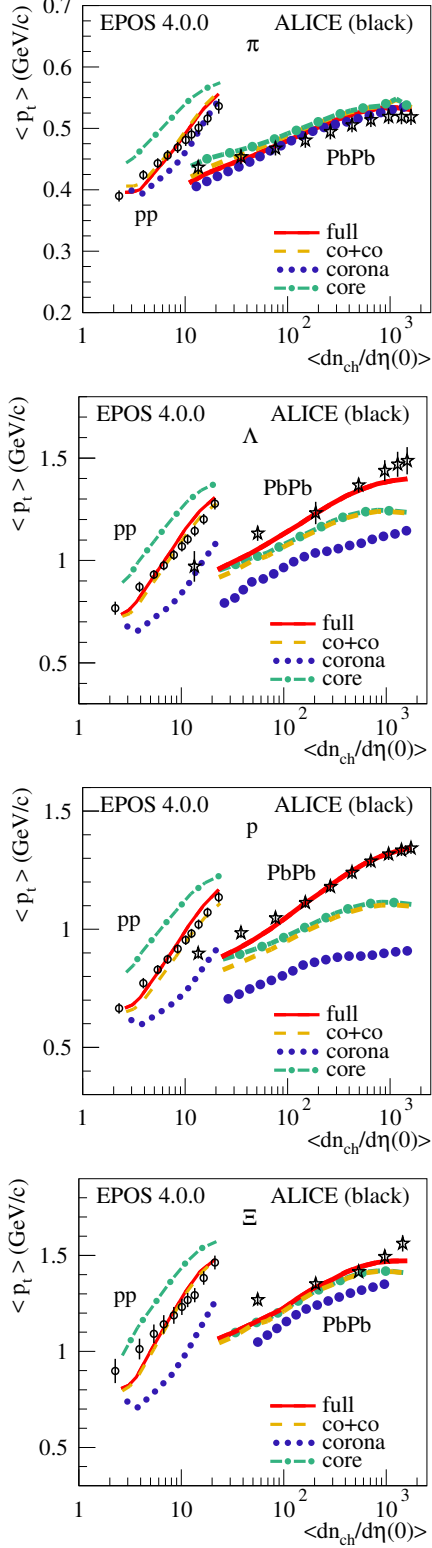 EPOS 4.0.0 ALICE (black)
π
PbPb
pp
full
co+co
corona
core
< p_t > (GeV/c)
0.7
0.6
0.5
0.4
0.3
0.2
1 10 10^2 10^3
<dn_ch/dη(0)>
EPOS 4.0.0 ALICE (black)
Λ
PbPb
pp
full
co+co
corona
core
< p_t > (GeV/c)
1.5
1
0.5
1 10 10^2 10^3
<dn_ch/dη(0)>
EPOS 4.0.0 ALICE (black)
p
PbPb
pp
full
co+co
corona
core
< p_t > (GeV/c)
1.5
1
0.5
1 10 10^2 10^3
<dn_ch/dη(0)>
EPOS 4.0.0 ALICE (black)
Ξ
pp
PbPb
full
co+co
corona
core
< p_t > (GeV/c)
1.5
1
0.5
1 10 10^2 10^3
<dn_ch/dη(0)>